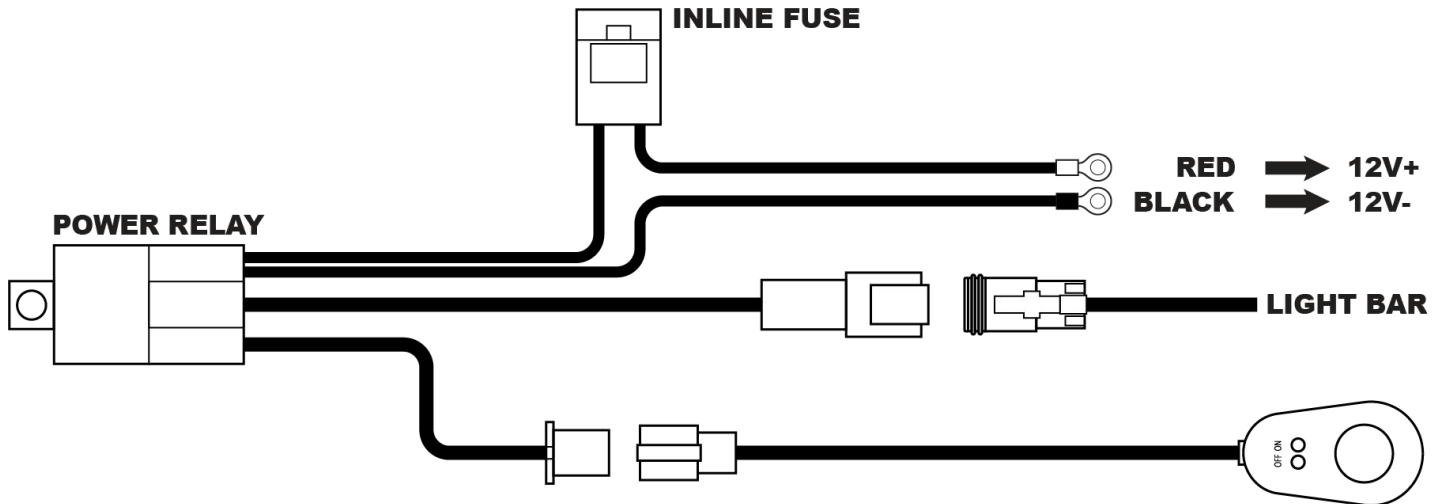 INLINE FUSE
RED 12V+
BLACK 12V-
POWER RELAY
LIGHT BAR
OFF ON